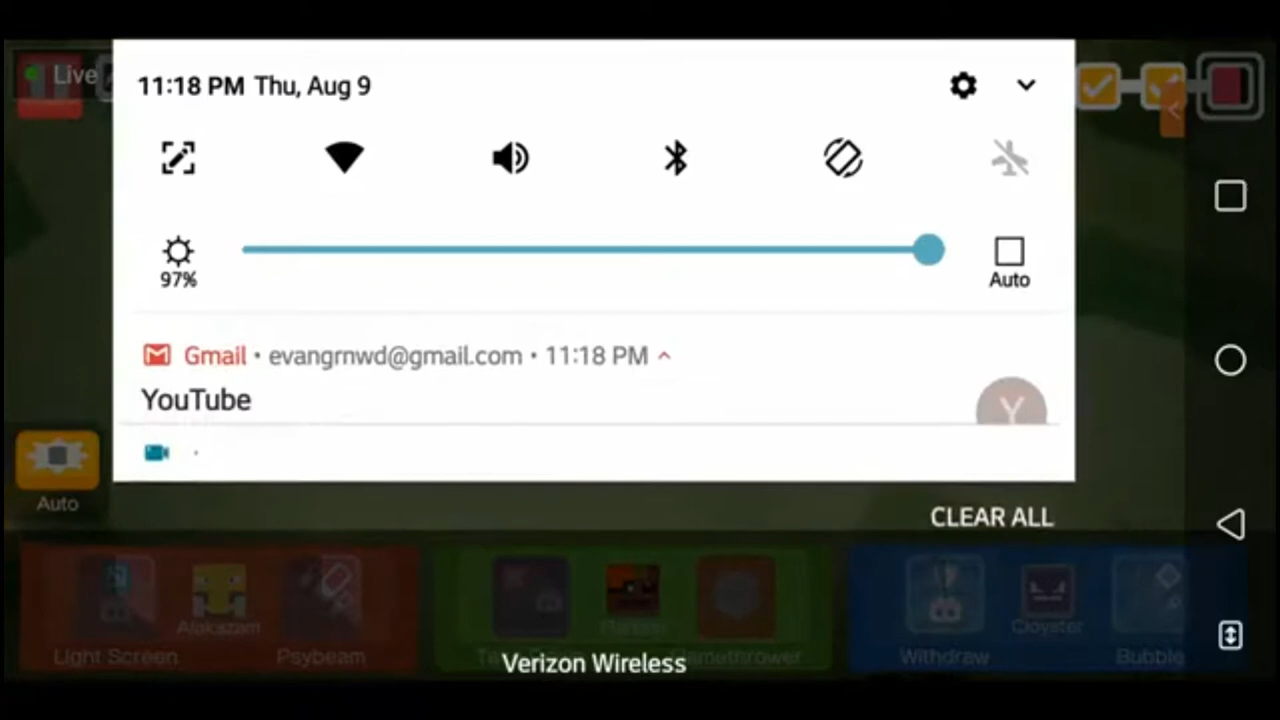 Live
11:18 PM Thu, Aug 9
97%
Auto
Gmail • evangrnwd@gmail.com • 11:18 PM
YouTube
Y
Auto
CLEAR ALL
Alakazam
Cloyster
Light Screen
Psybeam
Flamethrower
Withdraw
Bubble
Verizon Wireless